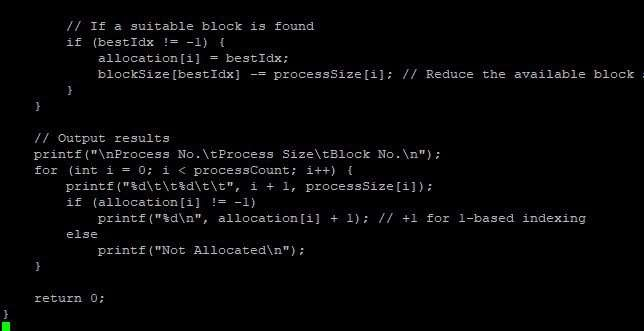 // If a suitable block is found
        if (bestIdx != -1) {
            allocation[i] = bestIdx;
            blockSize[bestIdx] -= processSize[i]; // Reduce the available block
        }
    }

    // Output results
    printf("\nProcess No.\tProcess Size\tBlock No.\n");
    for (int i = 0; i < processCount; i++) {
        printf("%d\t\t%d\t\t", i + 1, processSize[i]);
        if (allocation[i] != -1)
            printf("%d\n", allocation[i] + 1); // +1 for 1-based indexing
        else
            printf("Not Allocated\n");
    }

    return 0;
}